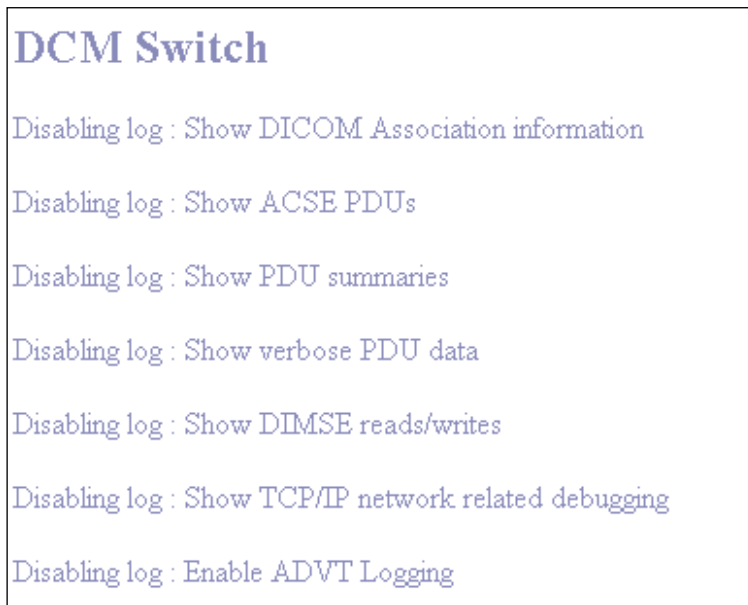 DCM Switch
Disabling log : Show DICOM Association information
Disabling log : Show ACSE PDUs
Disabling log : Show PDU summaries
Disabling log : Show verbose PDU data
Disabling log : Show DIMSE reads/writes
Disabling log : Show TCP/IP network related debugging
Disabling log : Enable ADVT Logging